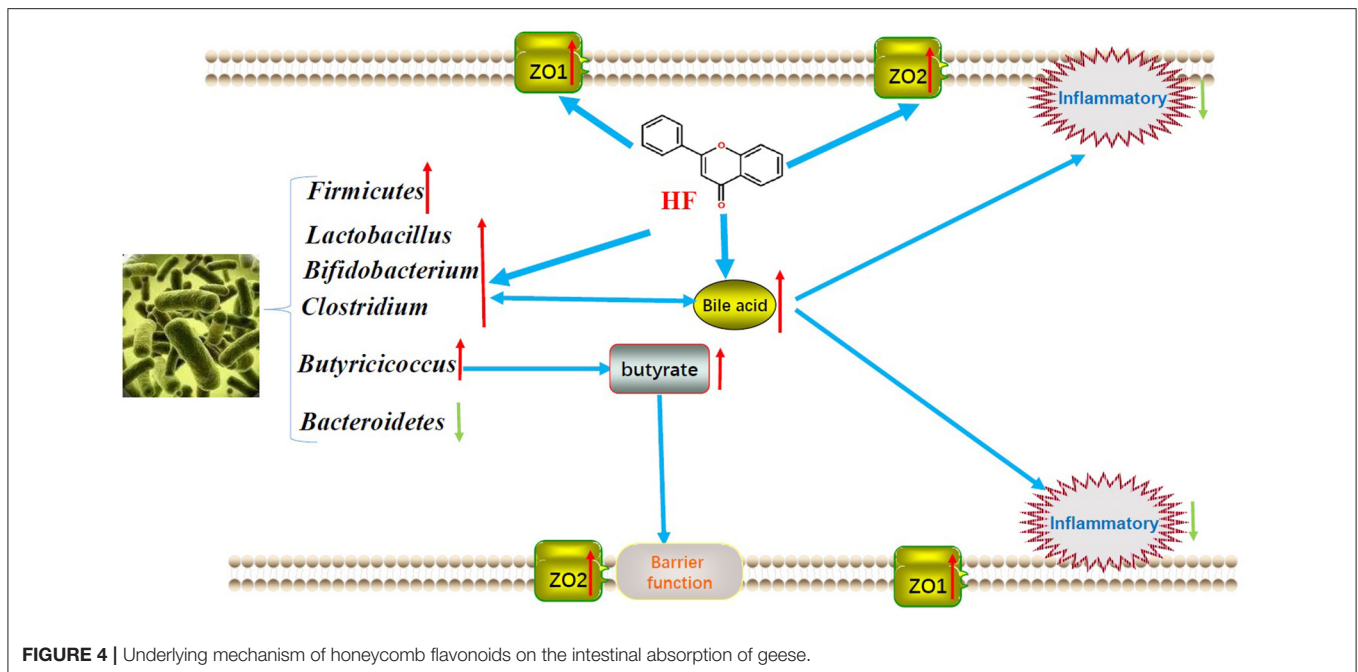 ZO1
ZO2
Inflammatory
O
O
HF
Firmicutes
Lactobacillus
Bifidobacterium
Clostridium
Bile acid
Butyricicoccus
butyrate
Bacteroidetes
Inflammatory
ZO2
Barrier
function
ZO1
FIGURE 4 | Underlying mechanism of honeycomb flavonoids on the intestinal absorption of geese.